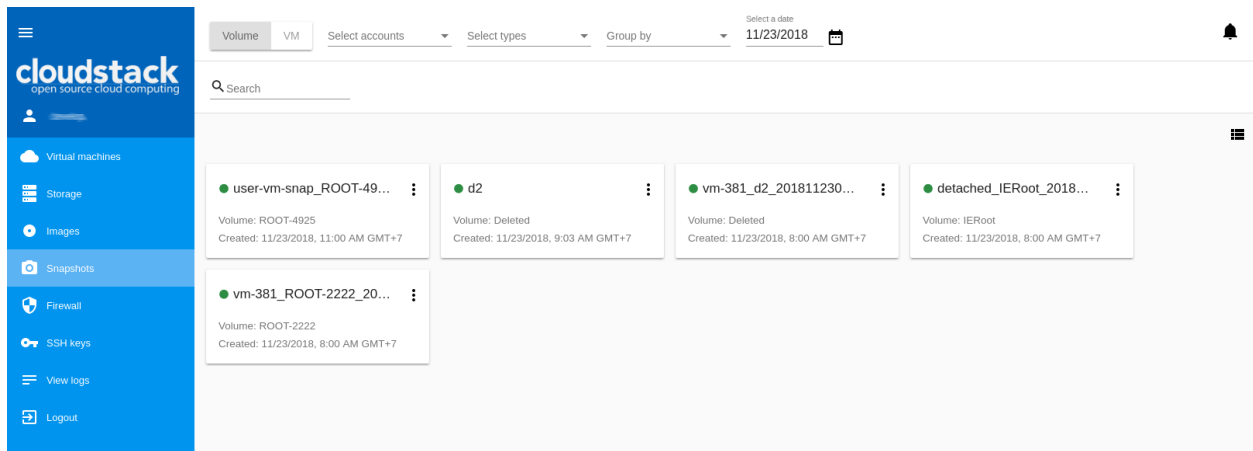 cloudstack
open source cloud computing
Virtual machines
Storage
Images
Snapshots
Firewall
SSH keys
View logs
Logout
Volume VM Select accounts Select types Group by Select a date 11/23/2018
Search
user-vm-snap_ROOT-49...
Volume: ROOT-4925
Created: 11/23/2018, 11:00 AM GMT+7
d2
Volume: Deleted
Created: 11/23/2018, 9:03 AM GMT+7
vm-381_d2_201811230...
Volume: Deleted
Created: 11/23/2018, 8:00 AM GMT+7
detached_IERoot_2018...
Volume: IERoot
Created: 11/23/2018, 8:00 AM GMT+7
vm-381_ROOT-2222_20...
Volume: ROOT-2222
Created: 11/23/2018, 8:00 AM GMT+7